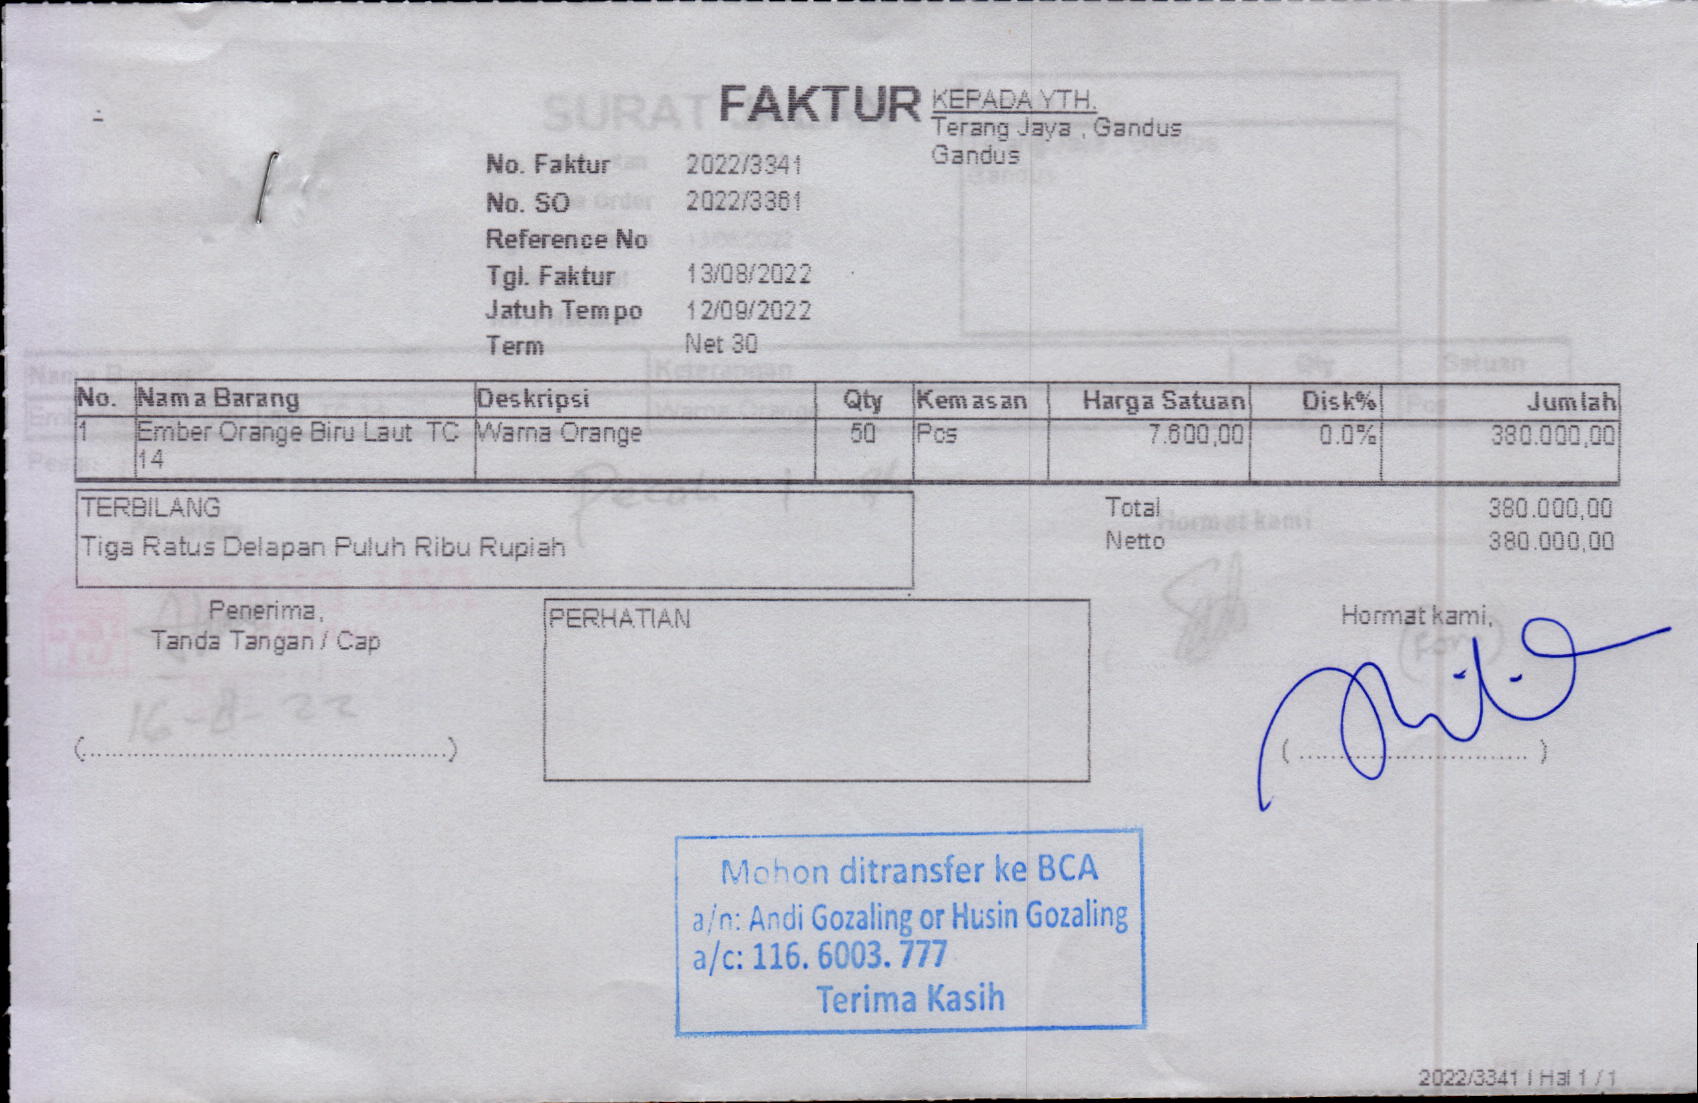 FAKTUR
KEPADA YTH.
Terang Jaya , Gandus
Gandus
No. Faktur 2022/3341
No. SO 2022/3361
Reference No
Tgl. Faktur 13/08/2022
Jatuh Tempo 12/09/2022
Term Net 30
No. Nama Barang Deskripsi Qty Kemasan Harga Satuan Disk% Jumlah
1 Ember Orange Biru Laut TC Warna Orange 50 Pcs 7.600,00 0.0% 380.000,00
14
TERBILANG
Tiga Ratus Delapan Puluh Ribu Rupiah
Total 380.000,00
Netto 380.000,00
Penerima,
Tanda Tangan / Cap
PERHATIAN
Hormat kami,
16-8-22
(..........................................................)
( .................................... )
Mohon ditransfer ke BCA
a/n: Andi Gozaling or Husin Gozaling
a/c: 116. 6003. 777
Terima Kasih
2022/3341 | Hal 1 / 1